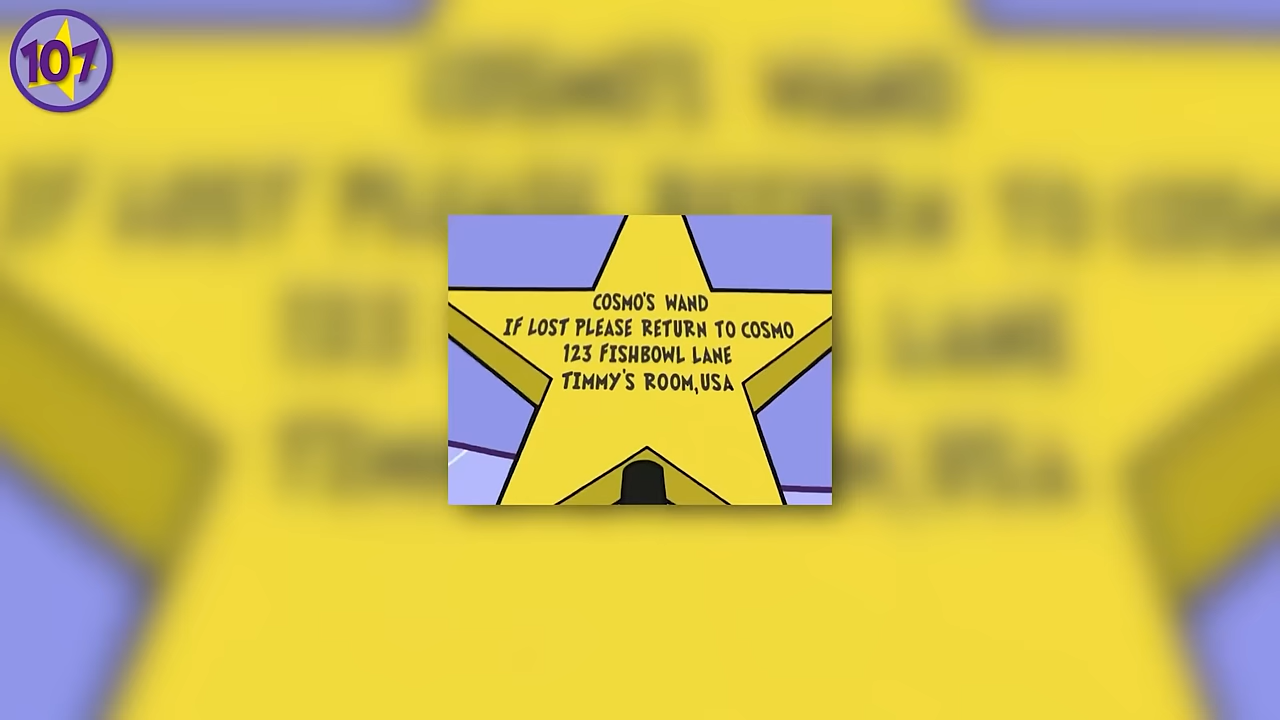 107
COSMO'S WAND
IF LOST PLEASE RETURN TO COSMO
123 FISHBOWL LANE
TIMMY'S ROOM, USA